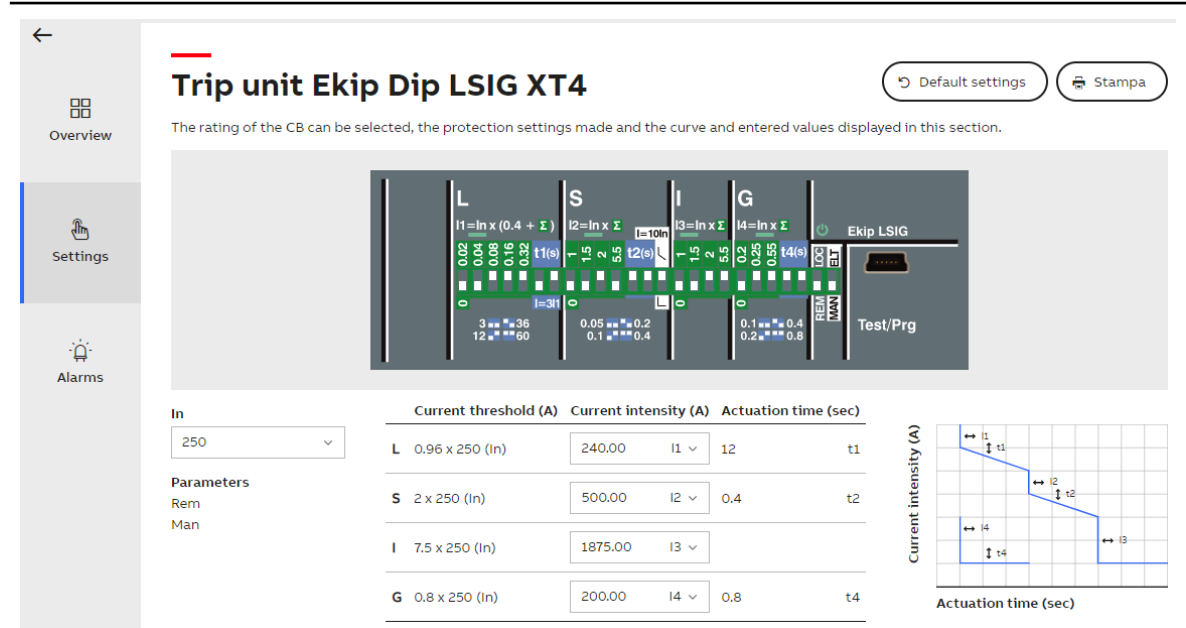 Trip unit Ekip Dip LSIG XT4
Default settings
Stampa
The rating of the CB can be selected, the protection settings made and the curve and entered values displayed in this section.
Overview
Settings
Alarms
L S I G
I1=In x (0.4 + Σ) I2=In x Σ I=10In I3=In x Σ I4=In x Σ Ekip LSIG
0.02 0.04 0.08 0.16 0.32 t1(s) 1 1.5 2 5.5 t2(s) 1 1.5 2 5.5 0.2 0.25 0.55 t4(s) LOC ELT
0 I=3I1 0 0 0 REM MAN
3 36 0.05 0.2 0.1 0.4 Test/Prg
12 60 0.1 0.4 0.2 0.8
In
250
Parameters
Rem
Man
Current threshold (A) Current intensity (A) Actuation time (sec)
L 0.96 x 250 (In) 240.00 I1 12 t1
S 2 x 250 (In) 500.00 I2 0.4 t2
I 7.5 x 250 (In) 1875.00 I3
G 0.8 x 250 (In) 200.00 I4 0.8 t4
Current intensity (A)
I1
t1
I2
t2
I4
I3
t4
Actuation time (sec)